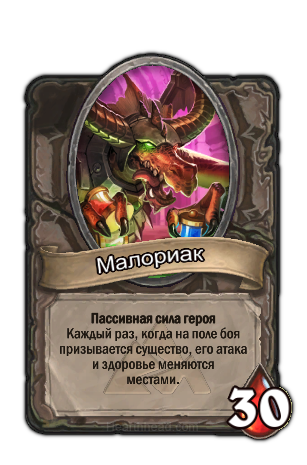 Малориак
Пассивная сила героя
Каждый раз, когда на поле боя
призывается существо, его атака
и здоровье меняются
местами.
30